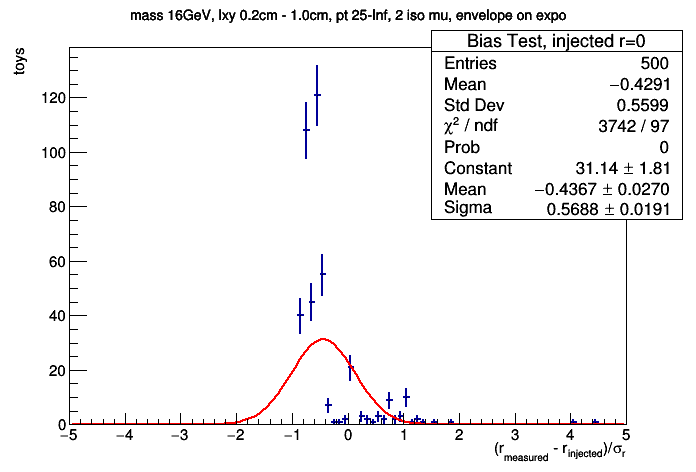 mass 16GeV, lxy 0.2cm - 1.0cm, pt 25-Inf, 2 iso mu, envelope on expo
Bias Test, injected r=0
Entries 500
Mean −0.4291
Std Dev 0.5599
χ² / ndf 3742 / 97
Prob 0
Constant 31.14 ± 1.81
Mean −0.4367 ± 0.0270
Sigma 0.5688 ± 0.0191
toys
120
100
80
60
40
20
0
−5 −4 −3 −2 −1 0 1 2 3 4 5
(r_measured - r_injected)/σ_r